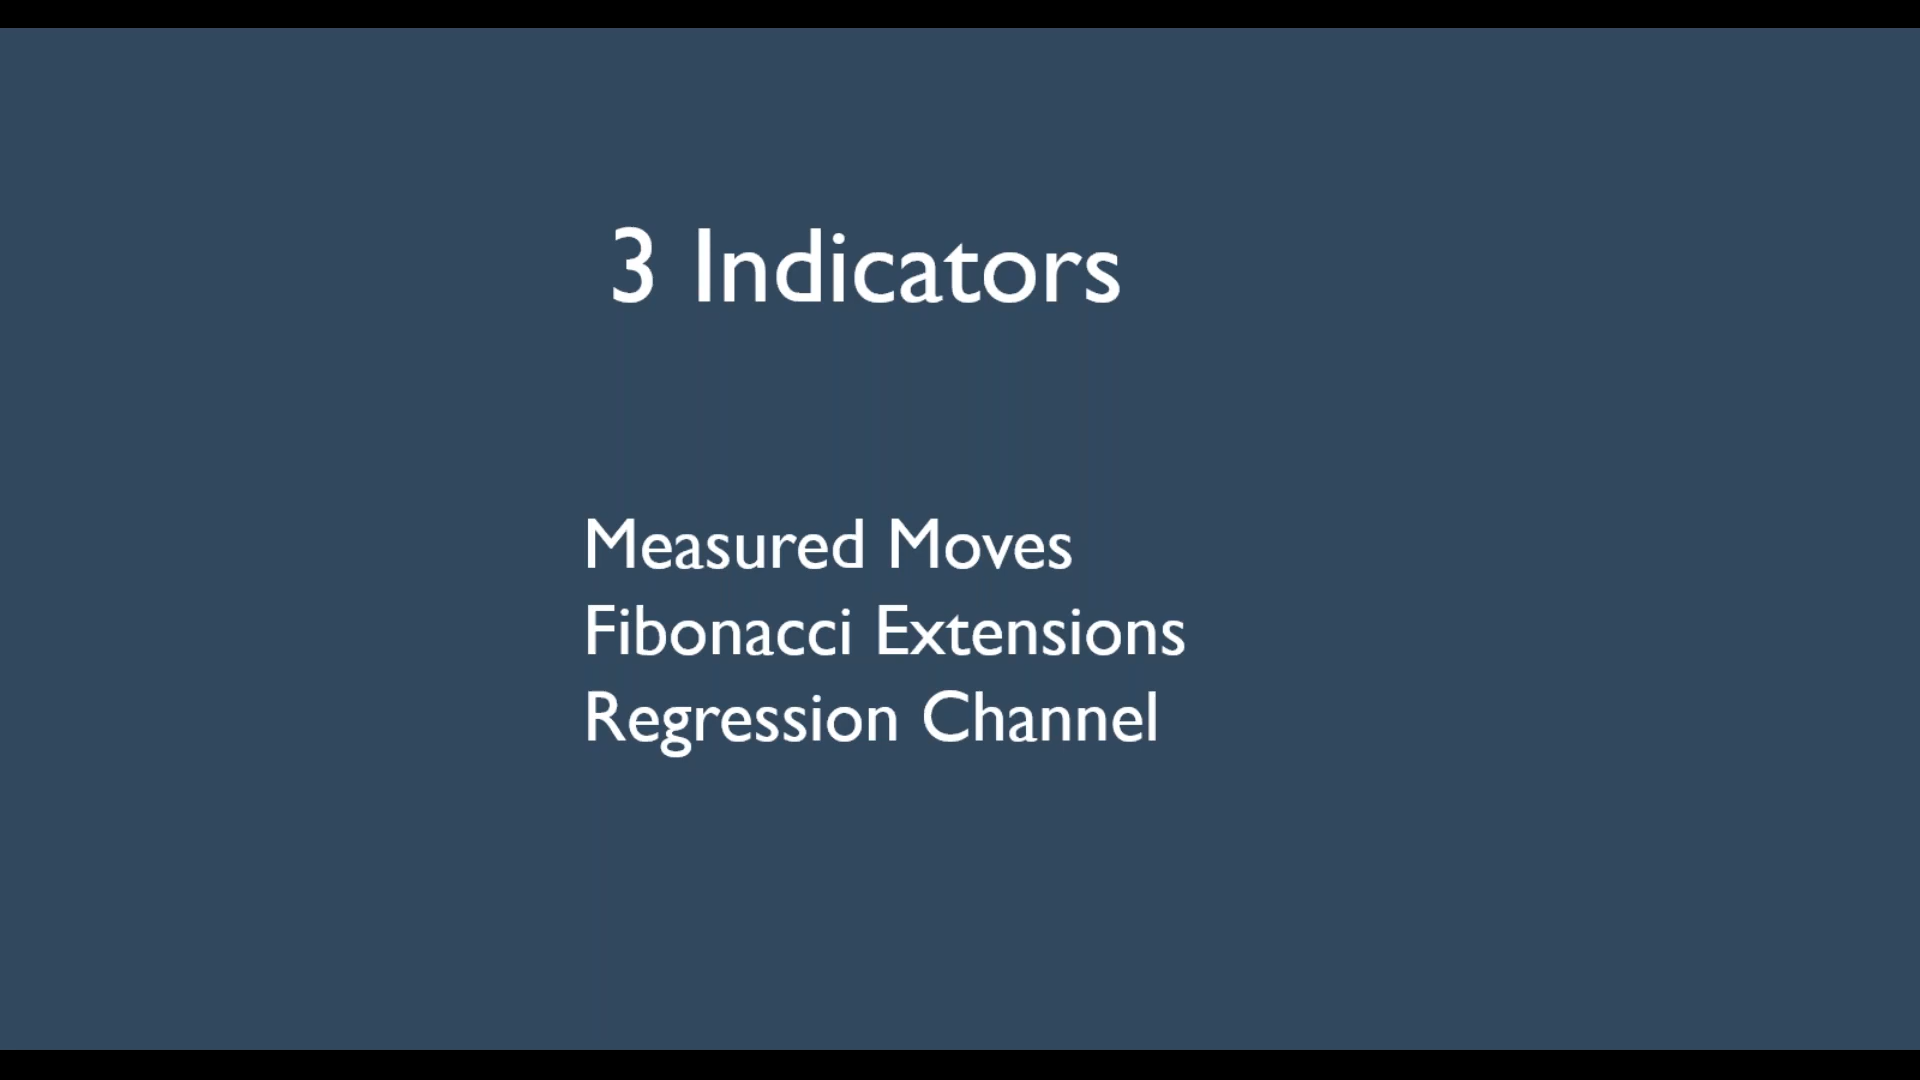 3 Indicators
Measured Moves
Fibonacci Extensions
Regression Channel